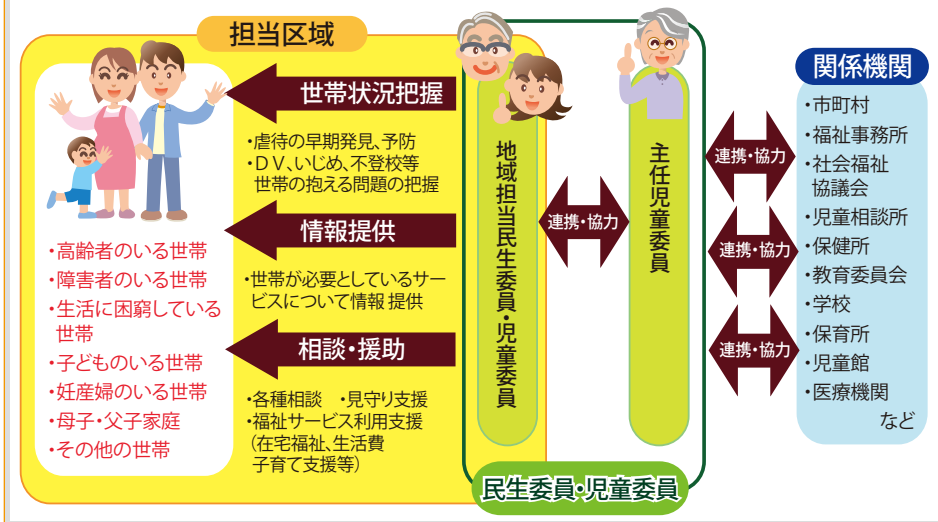 担当区域
・高齢者のいる世帯
・障害者のいる世帯
・生活に困窮している
世帯
・子どものいる世帯
・妊産婦のいる世帯
・母子・父子家庭
・その他の世帯
世帯状況把握
・虐待の早期発見、予防
・ＤＶ、いじめ、不登校等
世帯の抱える問題の把握
情報提供
・世帯が必要としているサー
ビスについて情報 提供
相談・援助
・各種相談　・見守り支援
・福祉サービス利用支援
（在宅福祉、生活費
子育て支援等）
地域担当民生委員・児童委員
連携・協力
主任児童委員
民生委員・児童委員
連携・協力
連携・協力
連携・協力
関係機関
・市町村
・福祉事務所
・社会福祉
協議会
・児童相談所
・保健所
・教育委員会
・学校
・保育所
・児童館
・医療機関
など